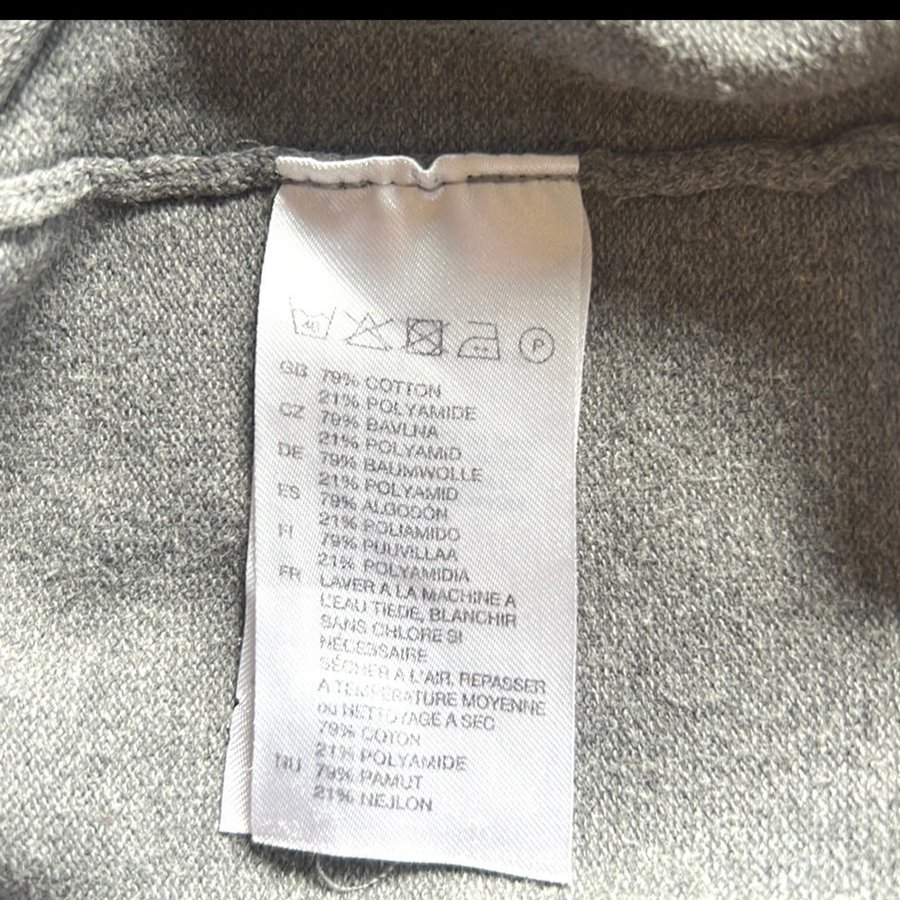 40
P
GB 79% COTTON
21% POLYAMIDE
CZ 79% BAVLNA
21% POLYAMID
DE 79% BAUMWOLLE
21% POLYAMID
ES 79% ALGODON
21% POLIAMIDO
FI 79% PUUVILLAA
21% POLYAMIDIA
FR LAVER A LA MACHINE A
L'EAU TIEDE, BLANCHIR
SANS CHLORE SI
NÉCESSAIRE
SÉCHER A L'AIR, REPASSER
A TEMPÉRATURE MOYENNE
ou NETTOYAGE A SEC
79% COTON
21% POLYAMIDE
HU 79% PAMUT
21% NEJLON